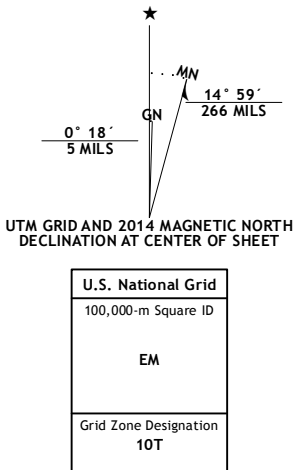 ★
MN
GN
14° 59´
266 MILS
0° 18´
5 MILS
UTM GRID AND 2014 MAGNETIC NORTH
DECLINATION AT CENTER OF SHEET
U.S. National Grid
100,000-m Square ID
EM
Grid Zone Designation
10T